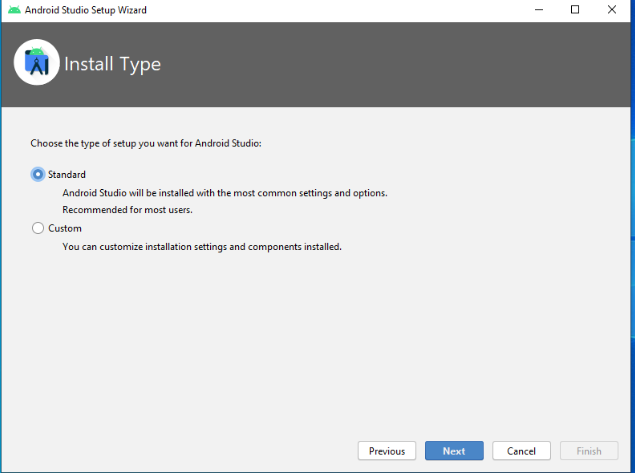 Android Studio Setup Wizard
Install Type
Choose the type of setup you want for Android Studio:
Standard
Android Studio will be installed with the most common settings and options.
Recommended for most users.
Custom
You can customize installation settings and components installed.
Previous
Next
Cancel
Finish